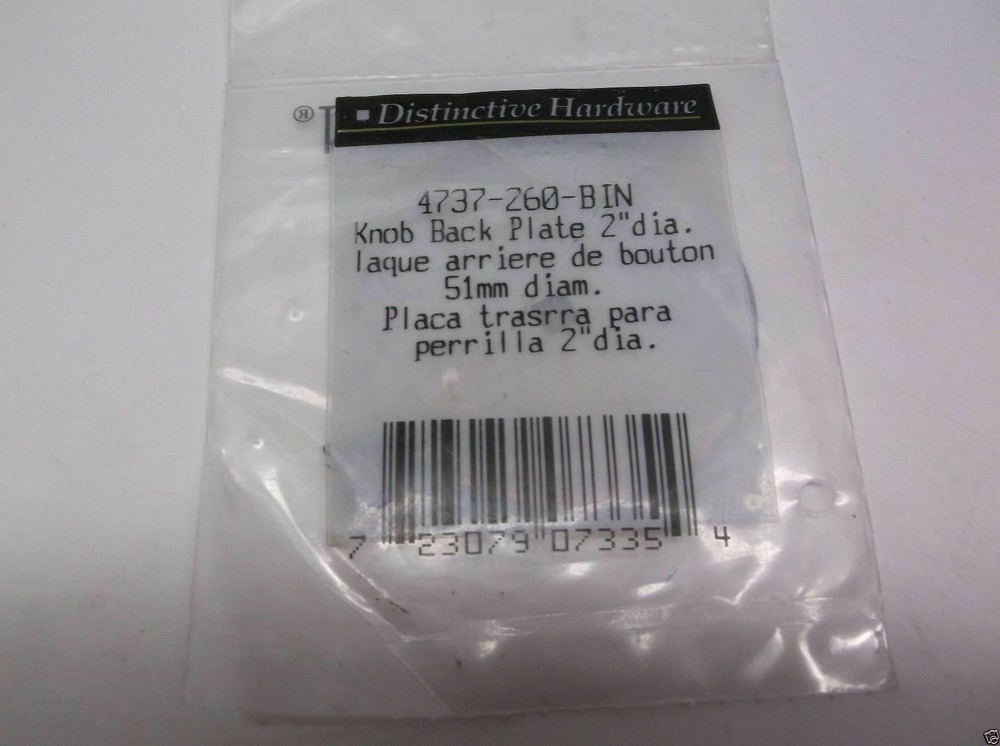 ® T
Distinctive Hardware
4737-260-BIN
Knob Back Plate 2"dia.
laque arriere de bouton
51mm diam.
Placa trasrra para
perrilla 2"dia.
7 23079 07335 4